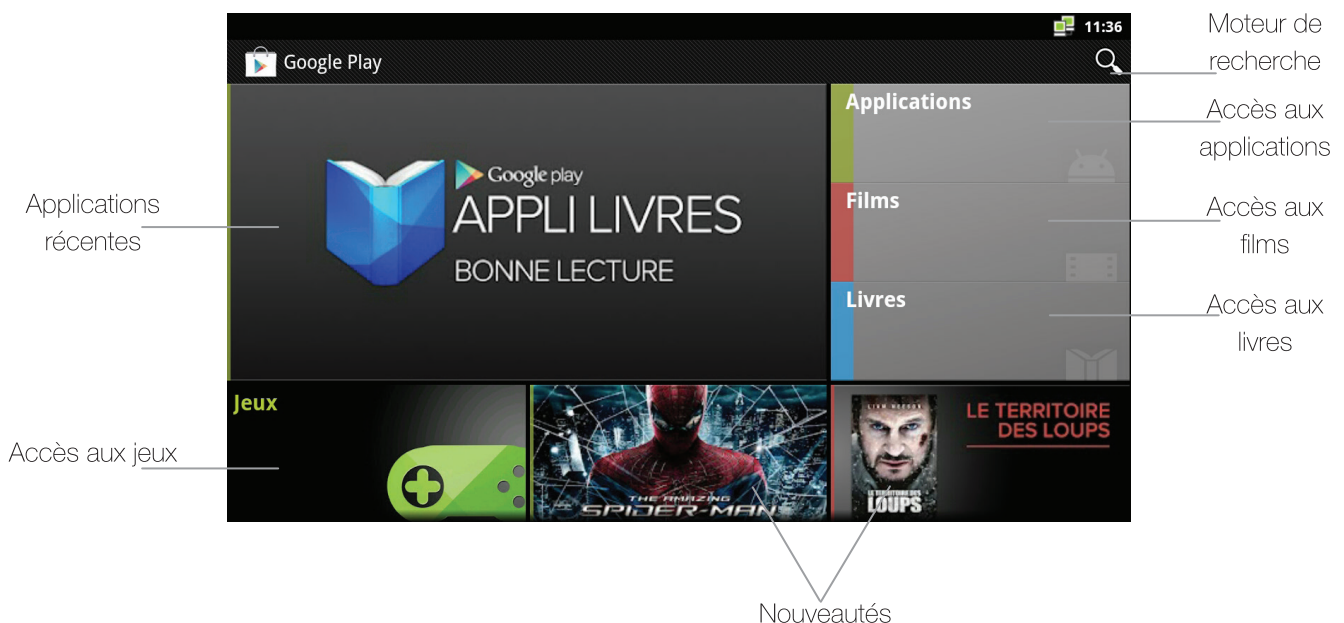 11:36
Google Play
Moteur de
recherche
Applications
Accès aux
applications
Applications
récentes
Google play
APPLI LIVRES
BONNE LECTURE
Films
Accès aux
films
Livres
Accès aux
livres
Jeux
Accès aux jeux
THE AMAZING
SPIDER-MAN
LIAM NEESON
LE TERRITOIRE DES
LOUPS
LE TERRITOIRE
DES LOUPS
Nouveautés